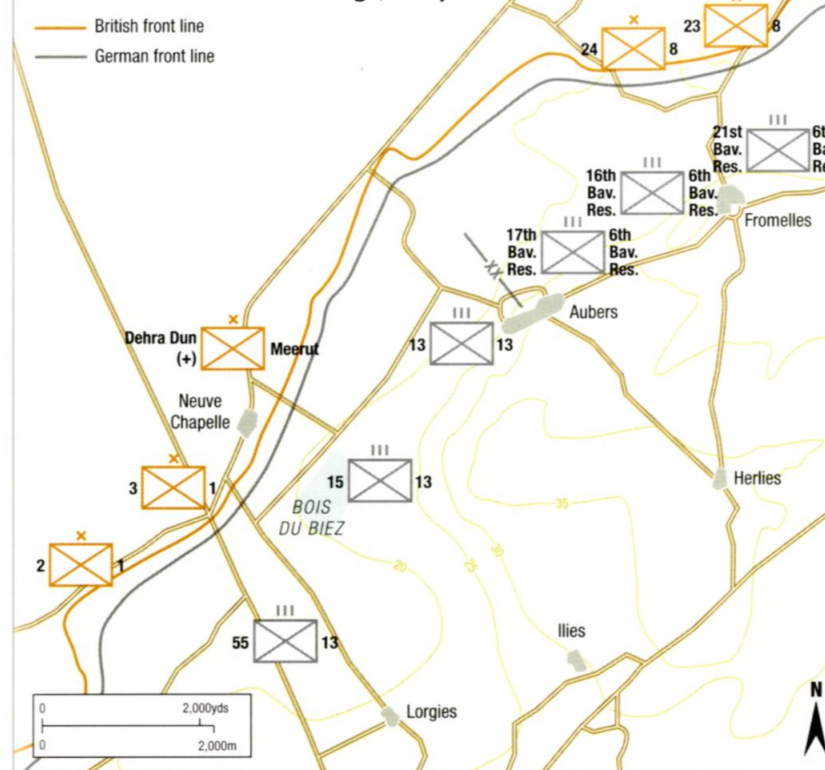 British front line
German front line
24
8
23
8
21st
Bav.
Res.
16th
Bav.
Res.
6th
Bav.
Res.
Fromelles
17th
Bav.
Res.
6th
Bav.
Res.
XX
Aubers
13
13
Dehra Dun
(+)
Meerut
Neuve
Chapelle
3
1
15
13
BOIS
DU BIEZ
35
Herlies
30
25
20
2
1
55
13
Illies
Lorgies
0
2,000yds
0
2,000m
N